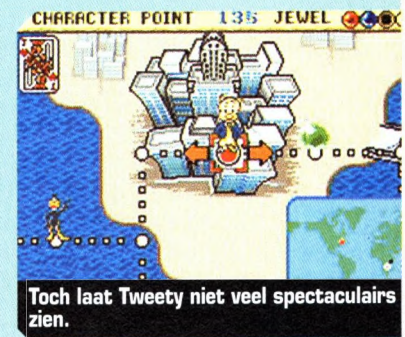 CHARACTER POINT 135 JEWEL
Toch laat Tweety niet veel spectaculairs
zien.